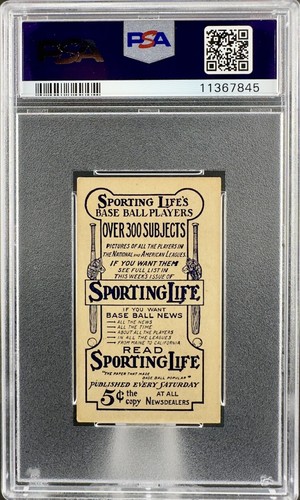 PSA
PSA
11367845
SPORTING LIFE'S
BASE BALL PLAYERS
OVER 300 SUBJECTS
PICTURES OF ALL THE PLAYERS IN
THE NATIONAL AND AMERICAN LEAGUES.
IF YOU WANT THEM
SEE FULL LIST IN
THIS WEEKS ISSUE OF
SPORTING LIFE
IF YOU WANT
BASE BALL NEWS
ALL THE NEWS
ALL THE TIME
ABOUT ALL THE PLAYERS
IN ALL THE LEAGUES
FROM MAINE TO CALIFORNIA
READ
SPORTING LIFE
"THE PAPER THAT MADE
BASE BALL POPULAR"
PUBLISHED EVERY SATURDAY
5¢ the copy AT ALL NEWSDEALERS